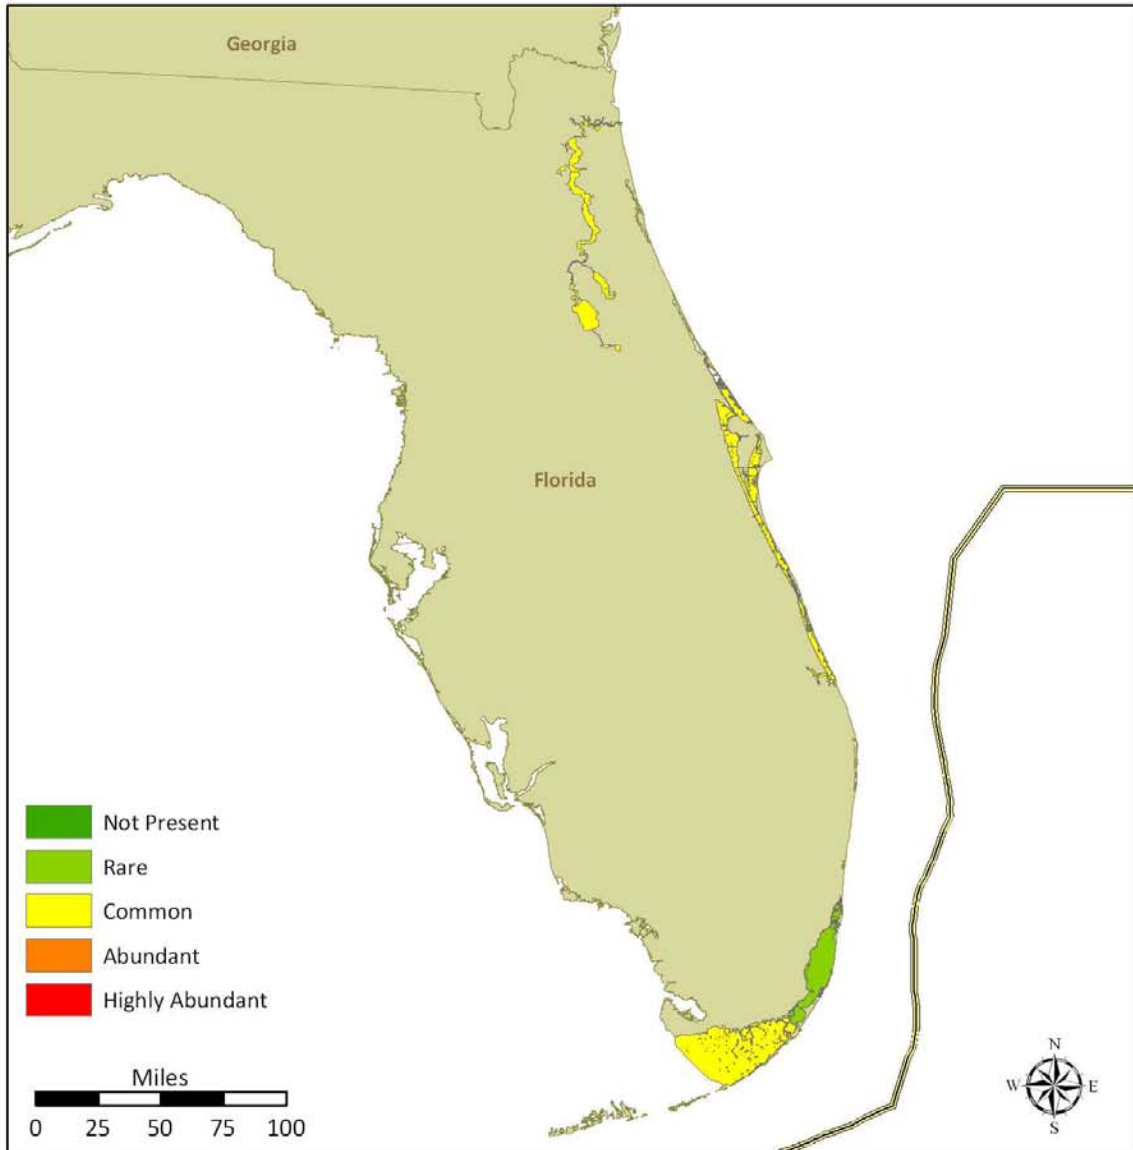 Georgia
Florida
Not Present
Rare
Common
Abundant
Highly Abundant
Miles
0 25 50 75 100
N
W E
S